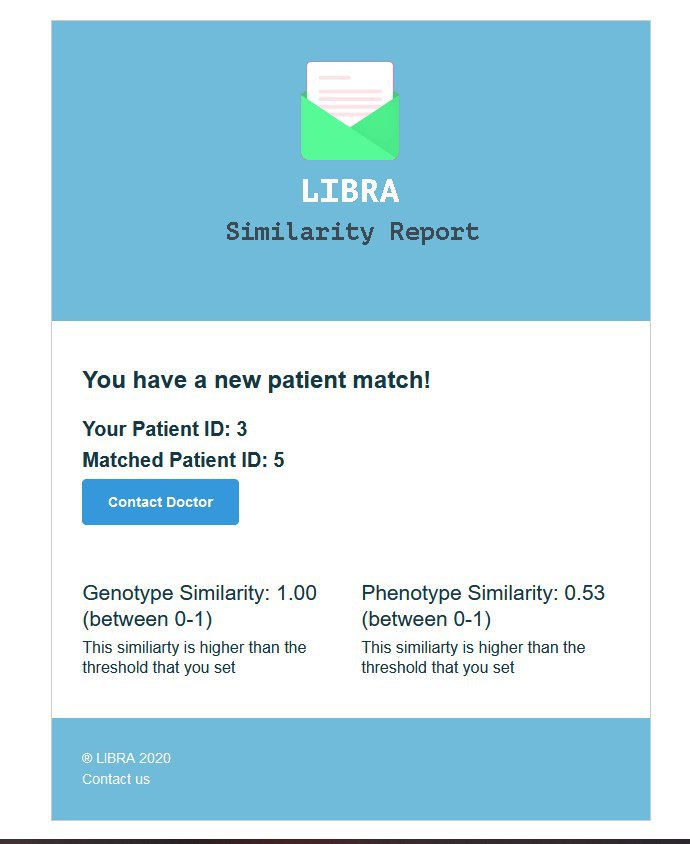 LIBRA
Similarity Report
You have a new patient match!
Your Patient ID: 3
Matched Patient ID: 5
Contact Doctor
Genotype Similarity: 1.00
(between 0-1)
This similiarty is higher than the
threshold that you set
Phenotype Similarity: 0.53
(between 0-1)
This similiarty is higher than the
threshold that you set
® LIBRA 2020
Contact us